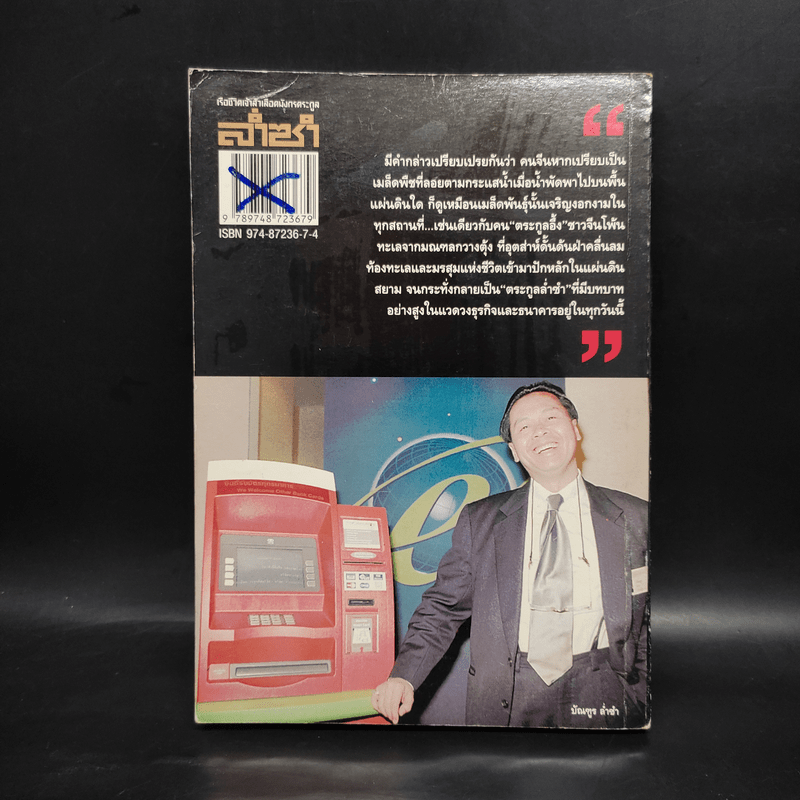 เรื่องราวเจ้าสัวเลือดมังกรตระกูล
ล่ำซำ
9 789748 723679
ISBN 974-87236-7-4
“
มีคำกล่าวเปรียบเปรยกันว่า คนจีนหากเปรียบเป็น
เมล็ดพืชที่ลอยตามกระแสน้ำเมื่อน้ำพัดพาไปบนพื้น
แผ่นดินใด ก็ดูเหมือนเมล็ดพันธุ์นั้นเจริญงอกงามใน
ทุกสถานที่...เช่นเดียวกับคน“ตระกูลอึ้ง”ชาวจีนโพ้น
ทะเลจากมณฑลกวางตุ้ง ที่อุตส่าห์ดั้นด้นฝ่าคลื่นลม
ท้องทะเลและมรสุมแห่งชีวิตเข้ามาปักหลักในแผ่นดิน
สยาม จนกระทั่งกลายเป็น“ตระกูลล่ำซำ”ที่มีบทบาท
อย่างสูงในแวดวงธุรกิจและธนาคารอยู่ในทุกวันนี้
”
We Welcome Other Bank Cards
e
บัณฑูร ล่ำซำ